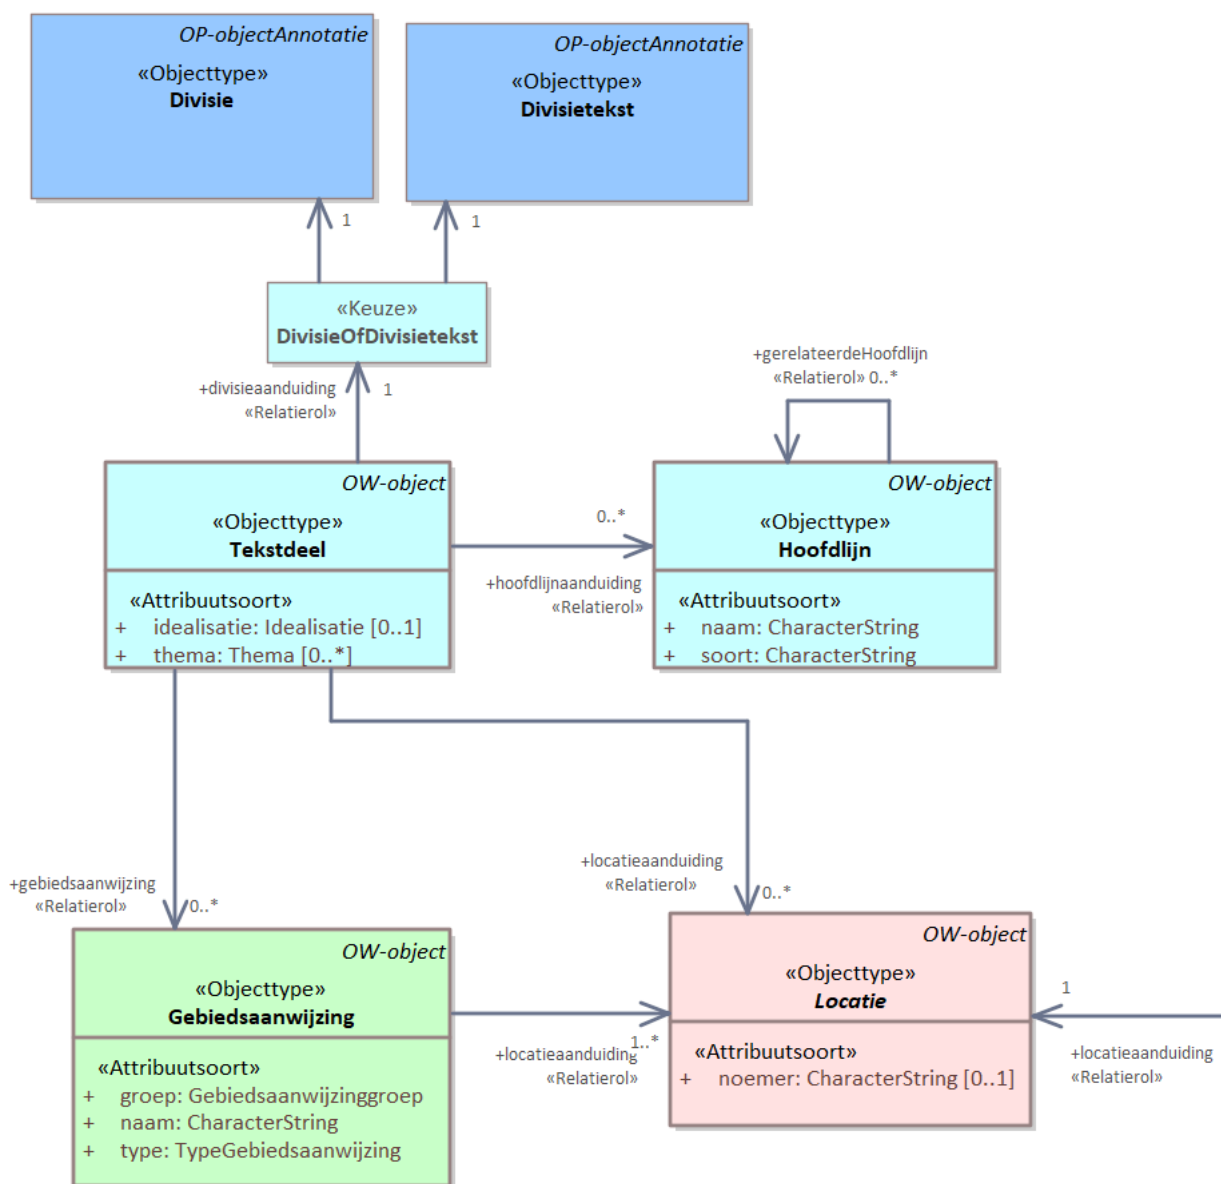 OP-objectAnnotatie
«Objecttype»
Divisie
OP-objectAnnotatie
«Objecttype»
Divisietekst
1
1
«Keuze»
DivisieOfDivisietekst
+divisieaanduiding
«Relatierol»
1
+gerelateerdeHoofdlijn
«Relatierol» 0..*
OW-object
«Objecttype»
Tekstdeel
«Attribuutsoort»
+ idealisatie: Idealisatie [0..1]
+ thema: Thema [0..*]
0..*
+hoofdlijnaanduiding
«Relatierol»
OW-object
«Objecttype»
Hoofdlijn
«Attribuutsoort»
+ naam: CharacterString
+ soort: CharacterString
+gebiedsaanwijzing
«Relatierol»
0..*
+locatieaanduiding
«Relatierol»
0..*
OW-object
«Objecttype»
Gebiedsaanwijzing
«Attribuutsoort»
+ groep: Gebiedsaanwijzinggroep
+ naam: CharacterString
+ type: TypeGebiedsaanwijzing
1..*
+locatieaanduiding
«Relatierol»
OW-object
«Objecttype»
Locatie
«Attribuutsoort»
+ noemer: CharacterString [0..1]
1
+locatieaanduiding
«Relatierol»